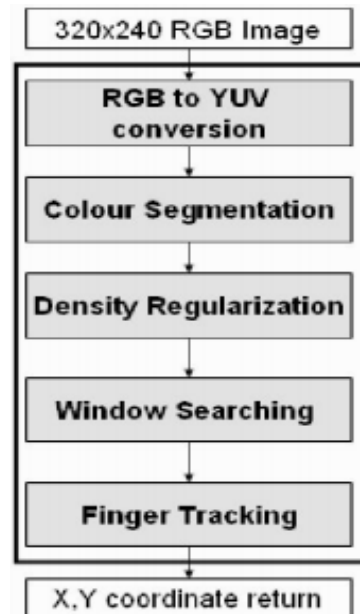 320x240 RGB Image
RGB to YUV
conversion
Colour Segmentation
Density Regularization
Window Searching
Finger Tracking
X,Y coordinate return